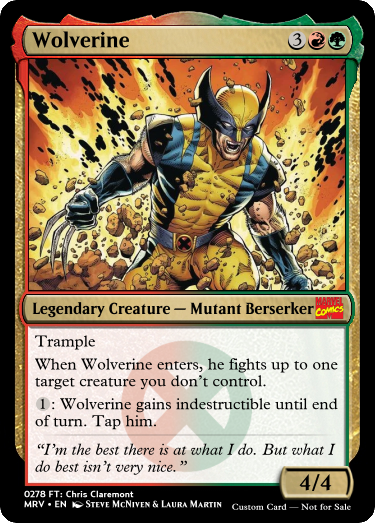 Wolverine 3
Legendary Creature — Mutant Berserker
MARVEL
COMICS
Trample
When Wolverine enters, he fights up to one
target creature you don't control.
1: Wolverine gains indestructible until end
of turn. Tap him.
“I'm the best there is at what I do. But what I
do best isn't very nice.”
4/4
0278 FT: Chris Claremont
MRV • EN Steve McNiven & Laura Martin
Custom Card — Not for Sale